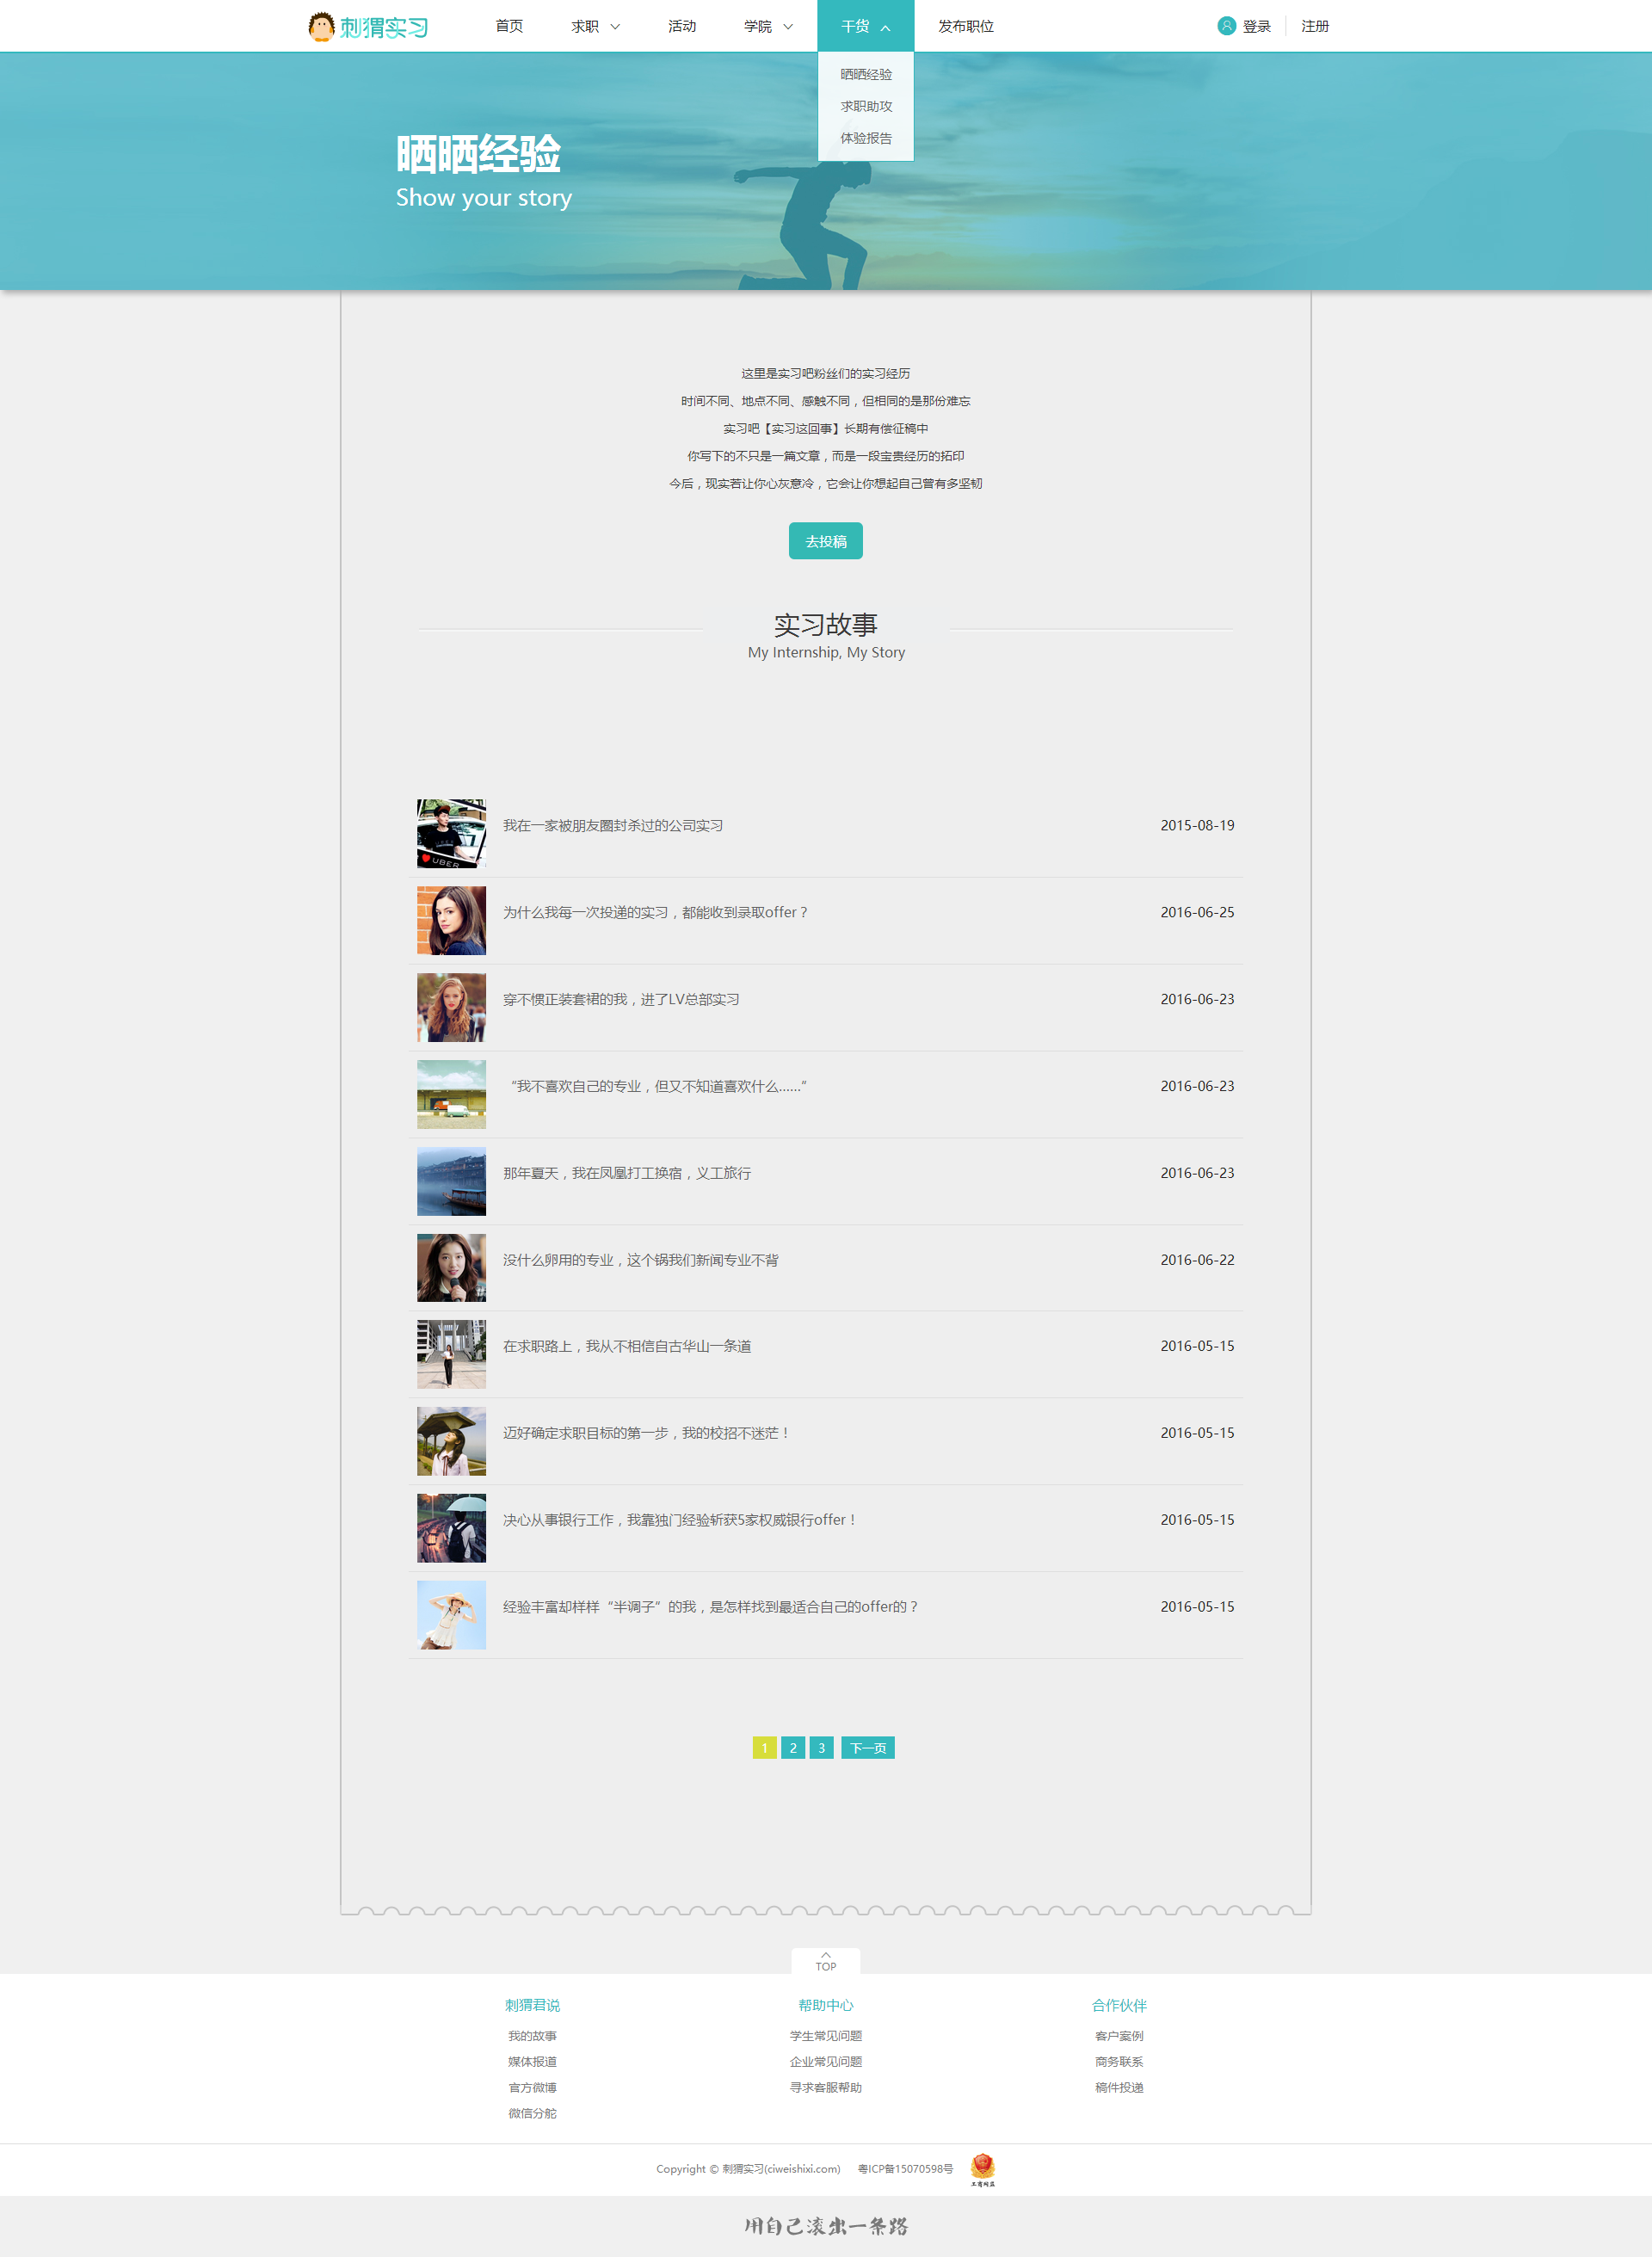 刺猬实习
首页
求职
活动
学院
干货
发布职位
登录
注册
晒晒经验
求职助攻
体验报告
晒晒经验
Show your story
这里是实习吧粉丝们的实习经历
时间不同、地点不同、感触不同，但相同的是那份难忘
实习吧【实习这回事】长期有偿征稿中
你写下的不只是一篇文章，而是一段宝贵经历的拓印
今后，现实若让你心灰意冷，它会让你想起自己曾有多坚韧
去投稿
实习故事
My Internship, My Story
UBER
我在一家被朋友圈封杀过的公司实习
2015-08-19
为什么我每一次投递的实习，都能收到录取offer？
2016-06-25
穿不惯正装套裙的我，进了LV总部实习
2016-06-23
“我不喜欢自己的专业，但又不知道喜欢什么……”
2016-06-23
那年夏天，我在凤凰打工换宿，义工旅行
2016-06-23
没什么卵用的专业，这个锅我们新闻专业不背
2016-06-22
在求职路上，我从不相信自古华山一条道
2016-05-15
迈好确定求职目标的第一步，我的校招不迷茫！
2016-05-15
决心从事银行工作，我靠独门经验斩获5家权威银行offer！
2016-05-15
经验丰富却样样“半调子”的我，是怎样找到最适合自己的offer的？
2016-05-15
1 2 3 下一页
TOP
刺猬君说
我的故事
媒体报道
官方微博
微信分舵
帮助中心
学生常见问题
企业常见问题
寻求客服帮助
合作伙伴
客户案例
商务联系
稿件投递
Copyright © 刺猬实习(ciweishixi.com) 粤ICP备15070598号
工商网监
用自己滚出一条路